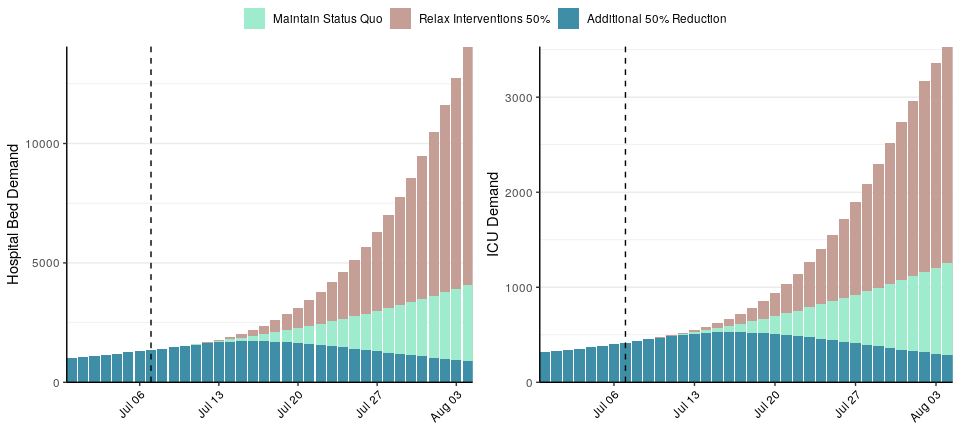 Maintain Status Quo Relax Interventions 50% Additional 50% Reduction
Hospital Bed Demand
10000
5000
0
Jul 06 Jul 13 Jul 20 Jul 27 Aug 03
ICU Demand
3000
2000
1000
0
Jul 06 Jul 13 Jul 20 Jul 27 Aug 03